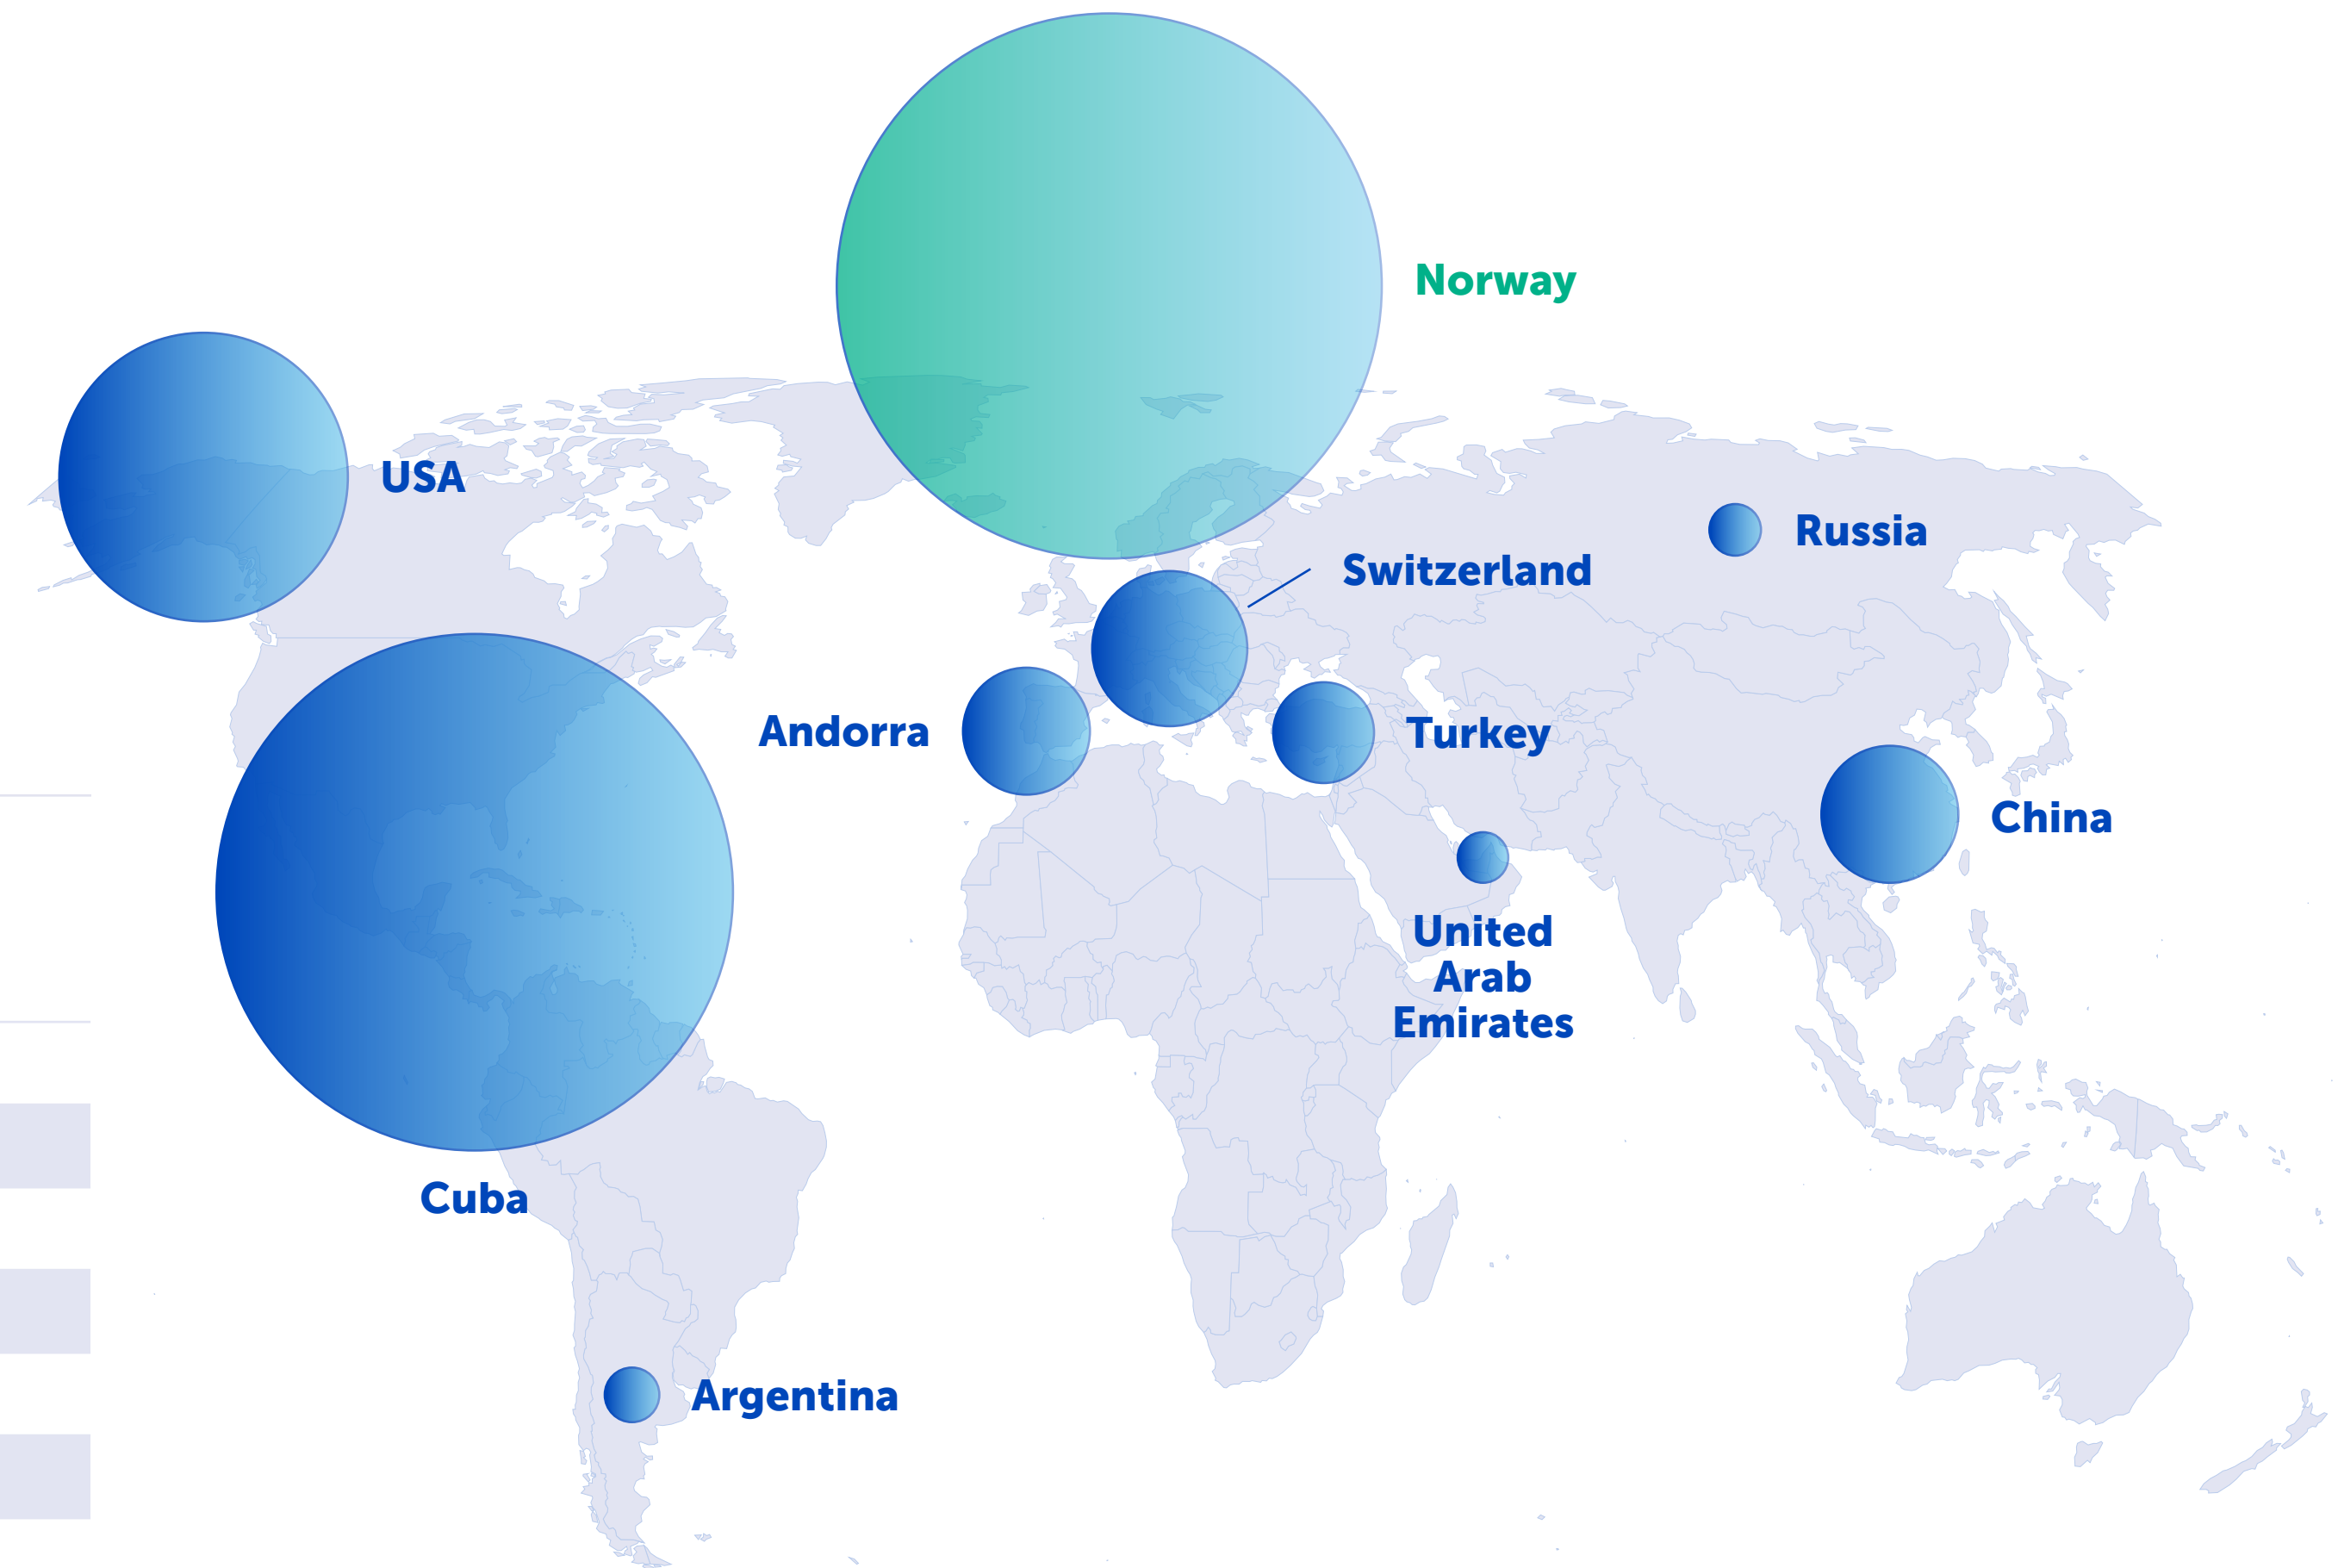 Norway
USA
Russia
Switzerland
Andorra
Turkey
China
United
Arab
Emirates
Cuba
Argentina